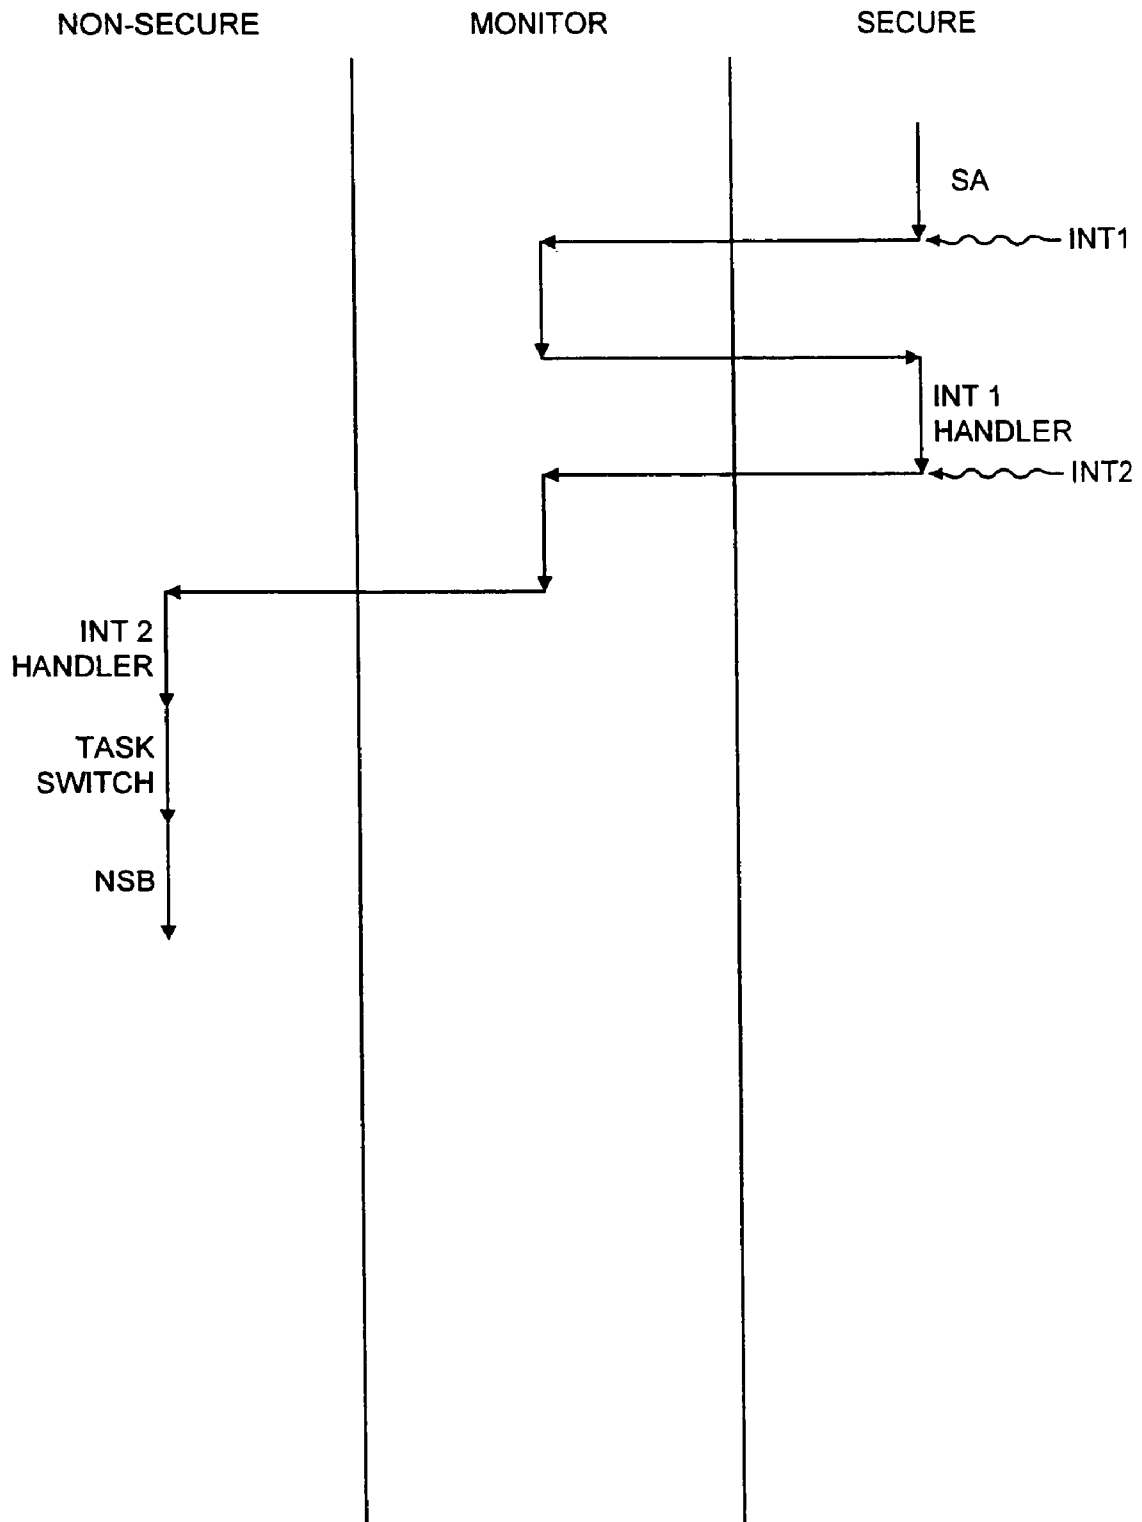 NON-SECURE
MONITOR
SECURE
SA
INT1
INT 1
HANDLER
INT2
INT 2
HANDLER
TASK
SWITCH
NSB